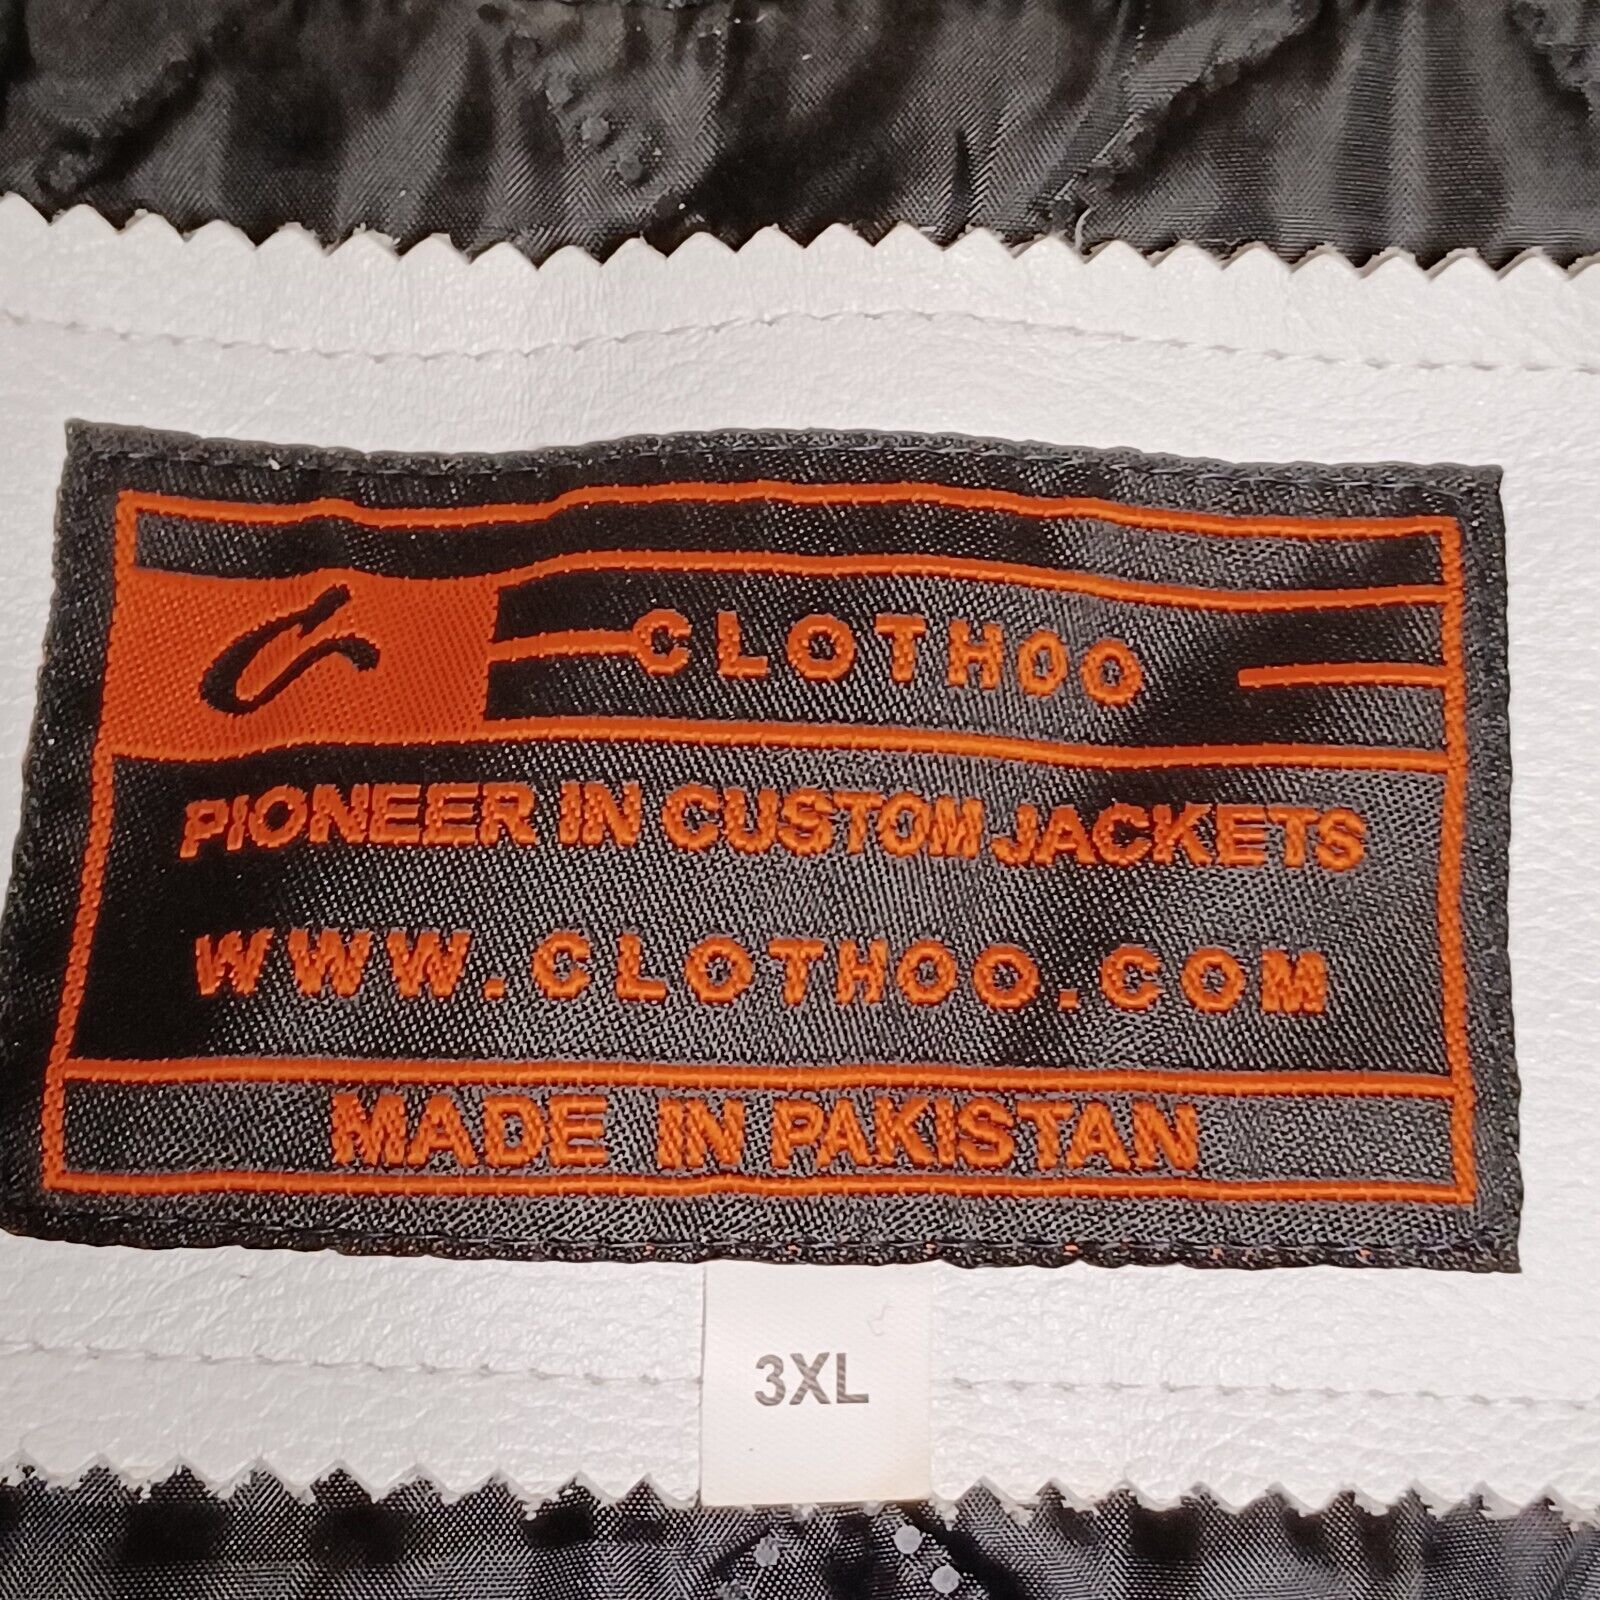 CLOTHOO
PIONEER IN CUSTOM JACKETS
WWW.CLOTHOO.COM
MADE IN PAKISTAN
3XL